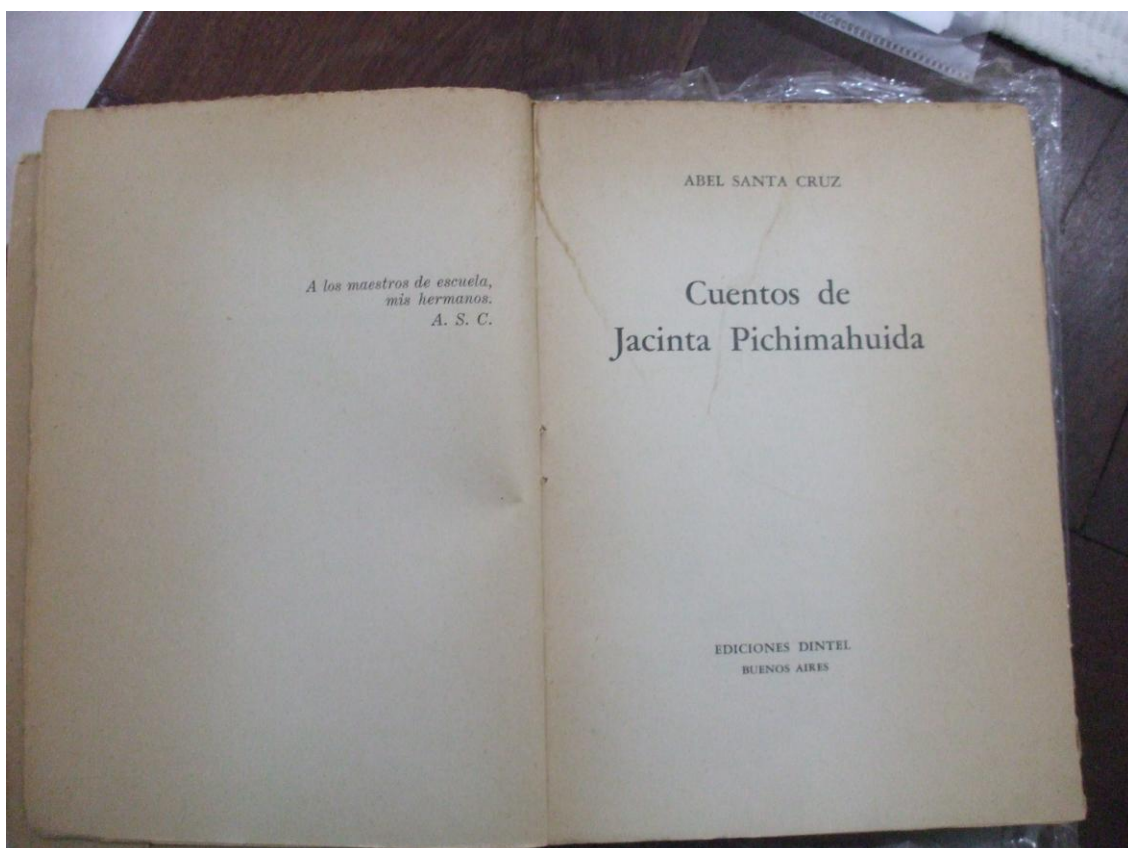 A los maestros de escuela,
mis hermanos.
A. S. C.
ABEL SANTA CRUZ
Cuentos de
Jacinta Pichimahuida
EDICIONES DINTEL
BUENOS AIRES